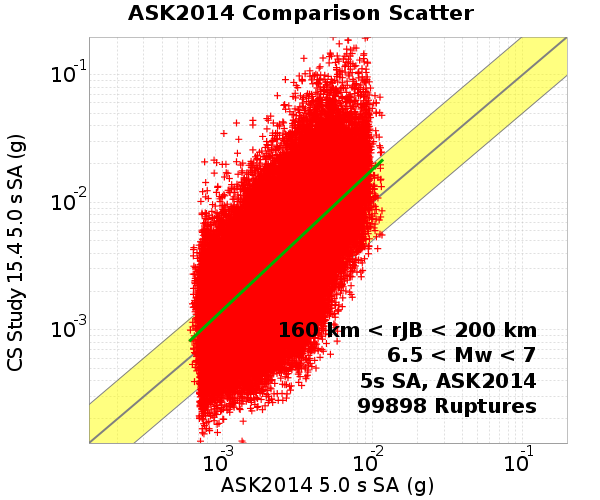 ASK2014 Comparison Scatter
CS Study 15.4 5.0 s SA (g)
10-1
10-2
10-3
160 km < rJB < 200 km
6.5 < Mw < 7
5s SA, ASK2014
99898 Ruptures
10-3 10-2 10-1
ASK2014 5.0 s SA (g)